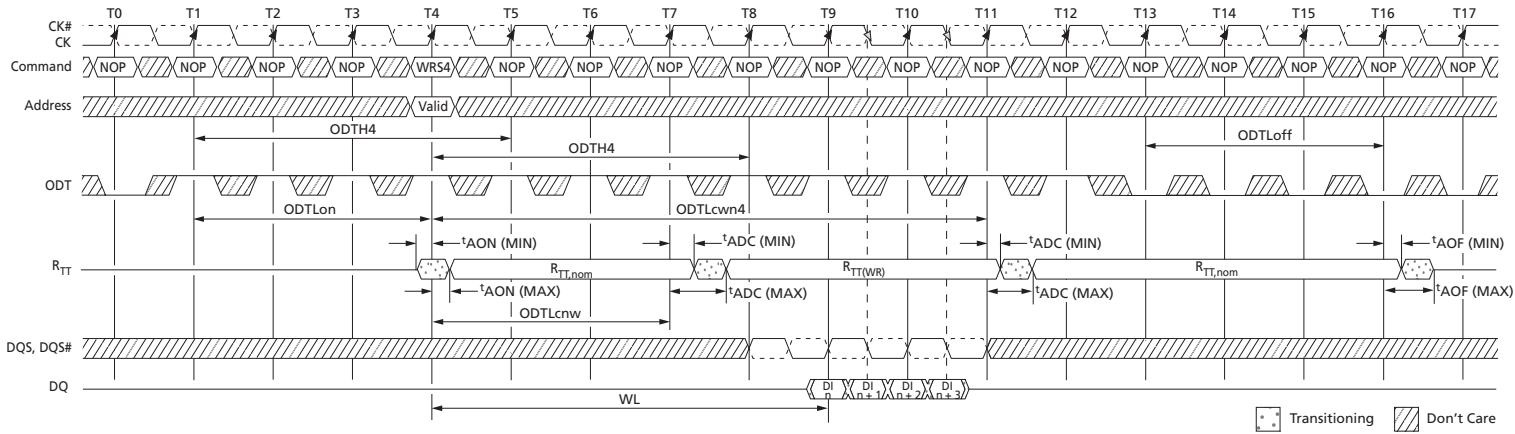 T0 T1 T2 T3 T4 T5 T6 T7 T8 T9 T10 T11 T12 T13 T14 T15 T16 T17
CK#
CK
Command NOP NOP NOP NOP WRS4 NOP NOP NOP NOP NOP NOP NOP NOP NOP NOP NOP NOP NOP
Address Valid
ODTH4
ODTH4
ODTLoff
ODT
ODTLon
ODTLcwn4
tAON (MIN)
tADC (MIN)
tADC (MIN)
tAOF (MIN)
RTT
RTT,nom
RTT(WR)
RTT,nom
tAON (MAX)
tADC (MAX)
tADC (MAX)
tAOF (MAX)
ODTLcnw
DQS, DQS#
DQ
DI n
DI n + 1
DI n + 2
DI n + 3
WL
Transitioning
Don't Care